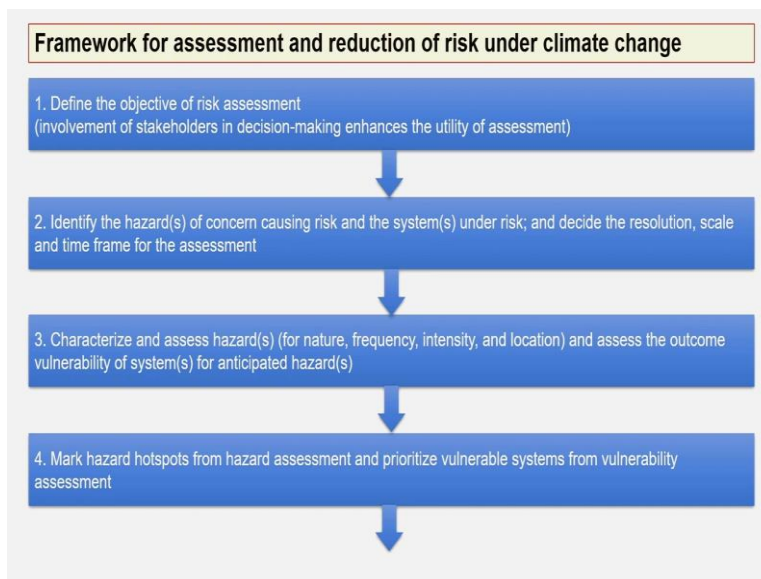 Framework for assessment and reduction of risk under climate change
1. Define the objective of risk assessment
(involvement of stakeholders in decision-making enhances the utility of assessment)
2. Identify the hazard(s) of concern causing risk and the system(s) under risk; and decide the resolution, scale
and time frame for the assessment
3. Characterize and assess hazard(s) (for nature, frequency, intensity, and location) and assess the outcome
vulnerability of system(s) for anticipated hazard(s)
4. Mark hazard hotspots from hazard assessment and prioritize vulnerable systems from vulnerability
assessment